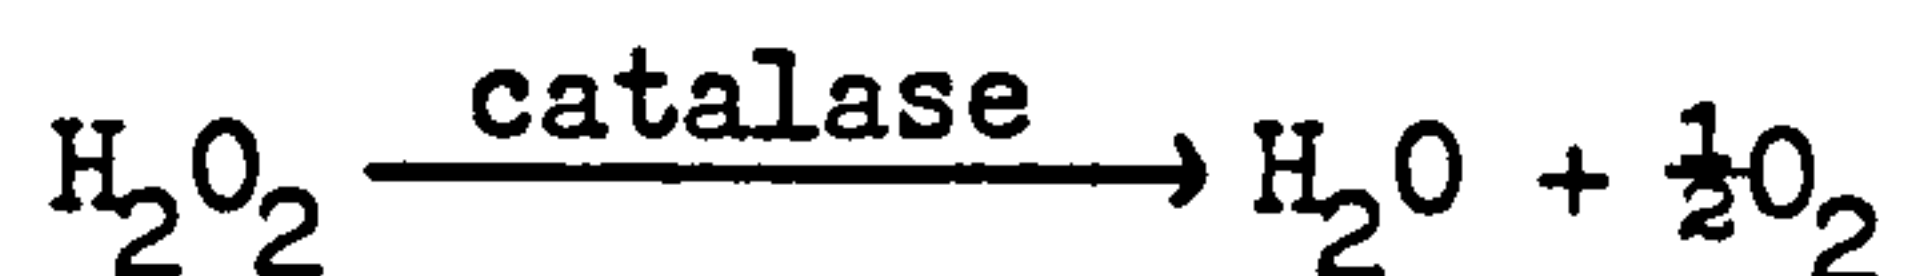 H₂O₂ catalase → H₂O + ½O₂